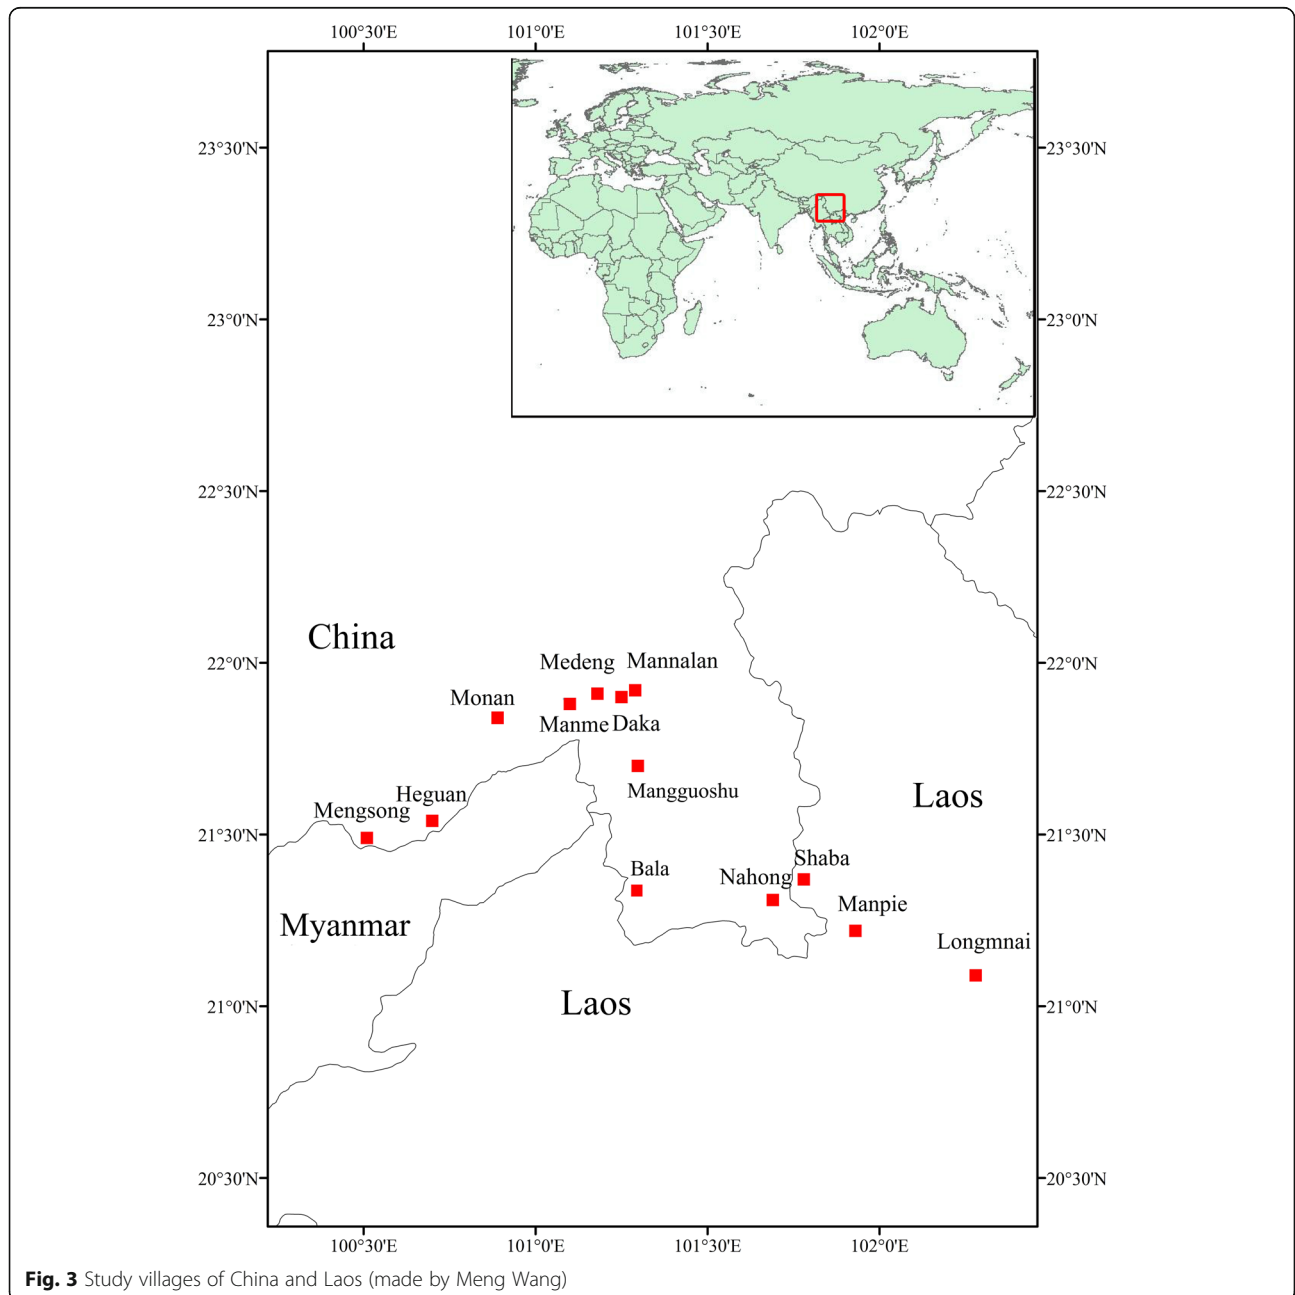 100°30'E 101°0'E 101°30'E 102°0'E
23°30'N 23°30'N
23°0'N 23°0'N
22°30'N 22°30'N
China
22°0'N 22°0'N
Medeng Mannalan
Monan
Manme Daka
Mangguoshu
Heguan
Laos
Mengsong
21°30'N 21°30'N
Shaba
Bala
Nahong
Manpie
Myanmar
Longmnai
Laos
21°0'N 21°0'N
20°30'N 20°30'N
100°30'E 101°0'E 101°30'E 102°0'E
Fig. 3 Study villages of China and Laos (made by Meng Wang)